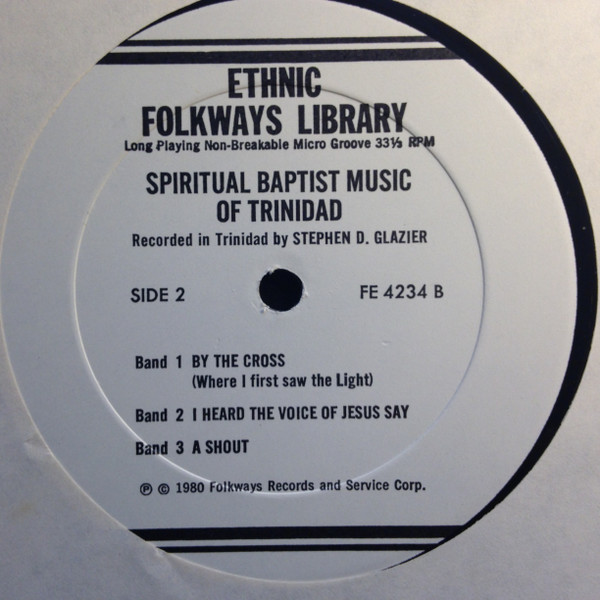 ETHNIC
FOLKWAYS LIBRARY
Long Playing Non-Breakable Micro Groove 33⅓ RPM
SPIRITUAL BAPTIST MUSIC
OF TRINIDAD
Recorded in Trinidad by STEPHEN D. GLAZIER
SIDE 2 FE 4234 B
Band 1 BY THE CROSS
(Where I first saw the Light)
Band 2 I HEARD THE VOICE OF JESUS SAY
Band 3 A SHOUT
℗ © 1980 Folkways Records and Service Corp.